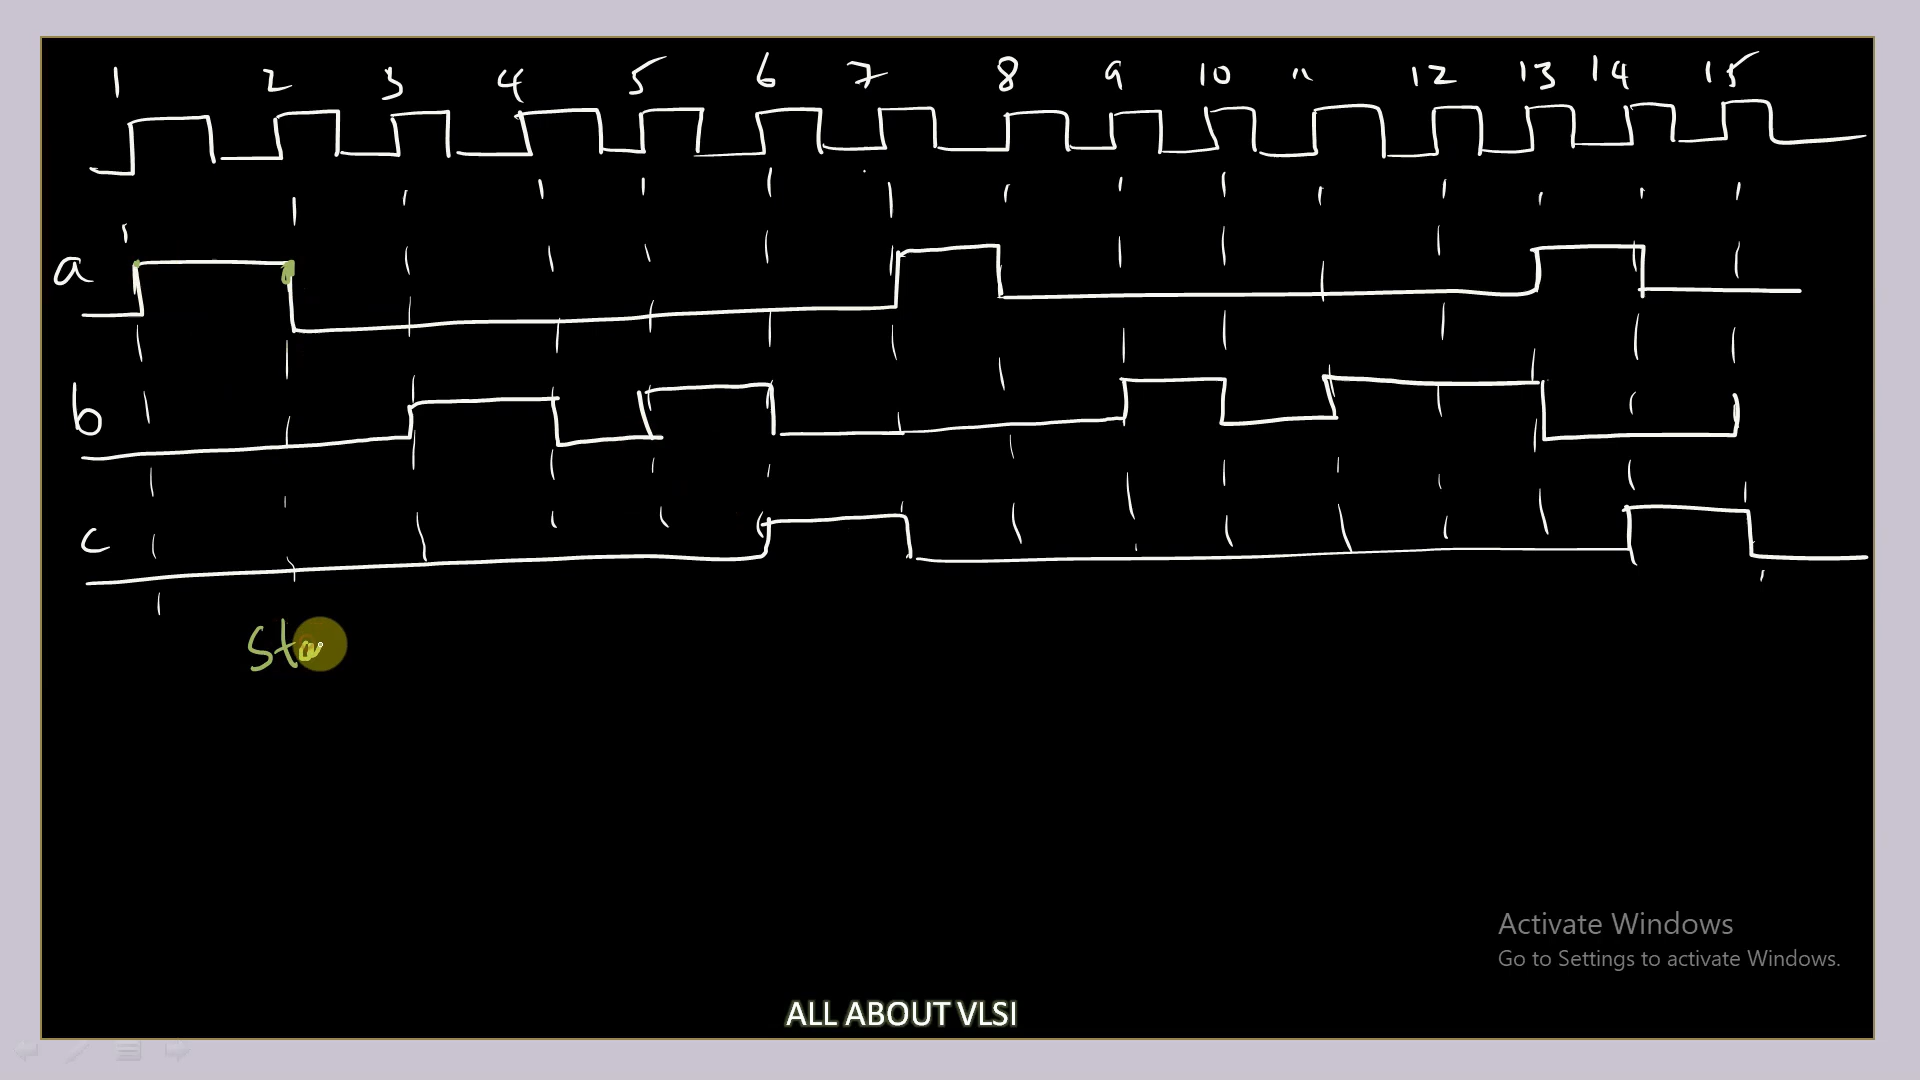 1 2 3 4 5 6 7 8 9 10 11 12 13 14 15
a
b
c
sta
Activate Windows
Go to Settings to activate Windows.
ALL ABOUT VLSI